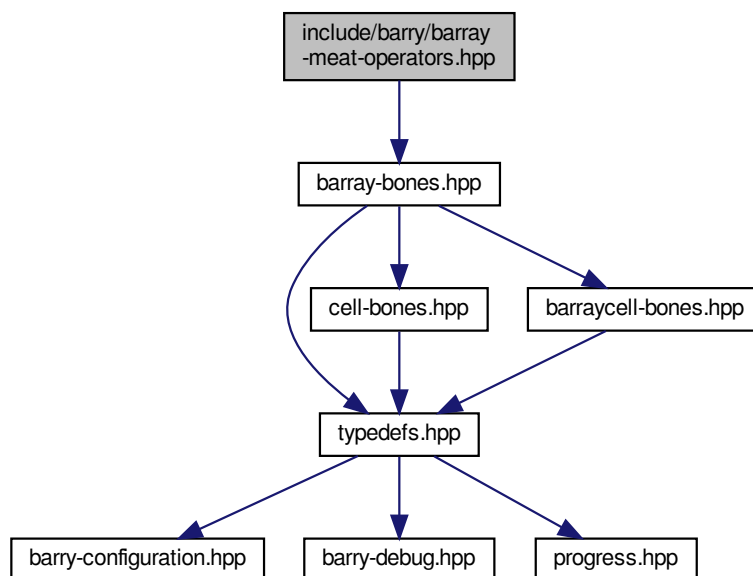 include/barry/barray
-meat-operators.hpp
barray-bones.hpp
cell-bones.hpp
barraycell-bones.hpp
typedefs.hpp
barry-configuration.hpp
barry-debug.hpp
progress.hpp